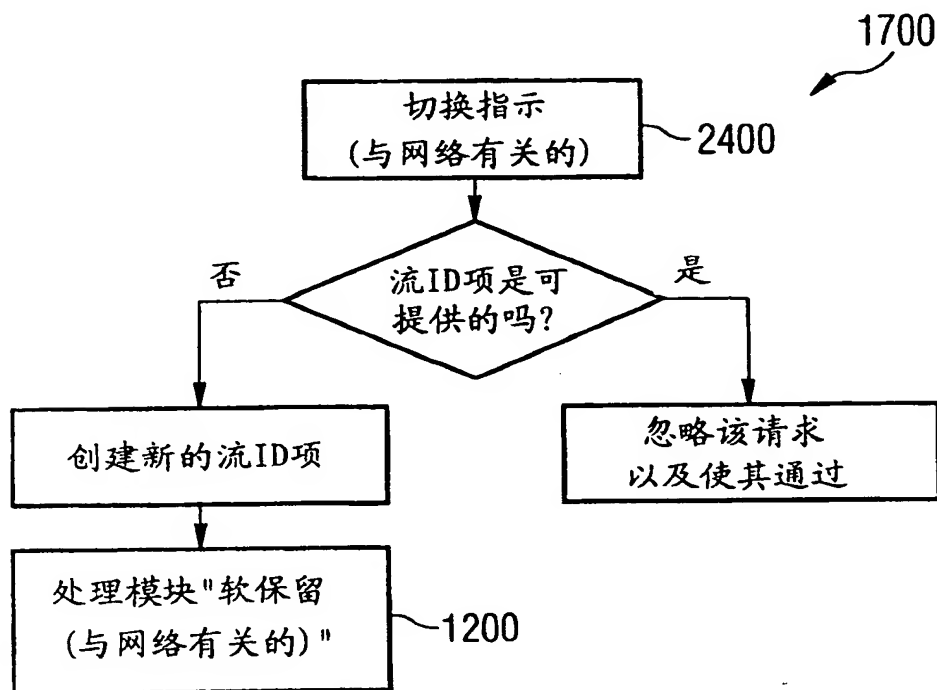 1700
切换指示
(与网络有关的)
2400
否
流ID项是可
提供的吗?
是
创建新的流ID项
忽略该请求
以及使其通过
处理模块"软保留
(与网络有关的)"
1200